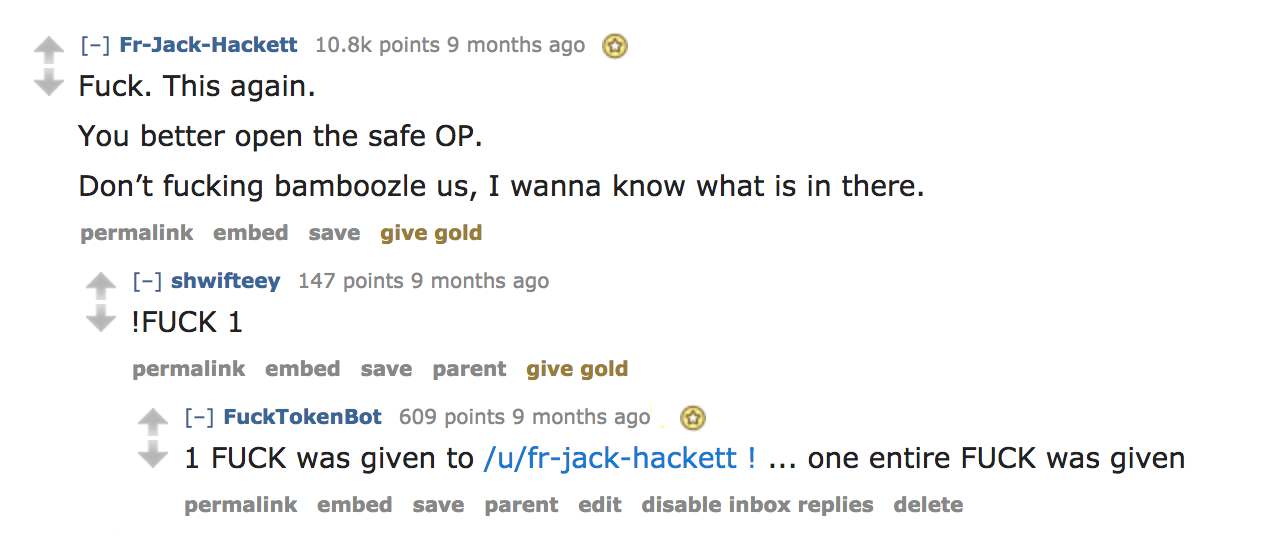 [–] Fr-Jack-Hackett 10.8k points 9 months ago
Fuck. This again.
You better open the safe OP.
Don’t fucking bamboozle us, I wanna know what is in there.
permalink embed save give gold
[–] shwifteey 147 points 9 months ago
!FUCK 1
permalink embed save parent give gold
[–] FuckTokenBot 609 points 9 months ago
1 FUCK was given to /u/fr-jack-hackett ! ... one entire FUCK was given
permalink embed save parent edit disable inbox replies delete